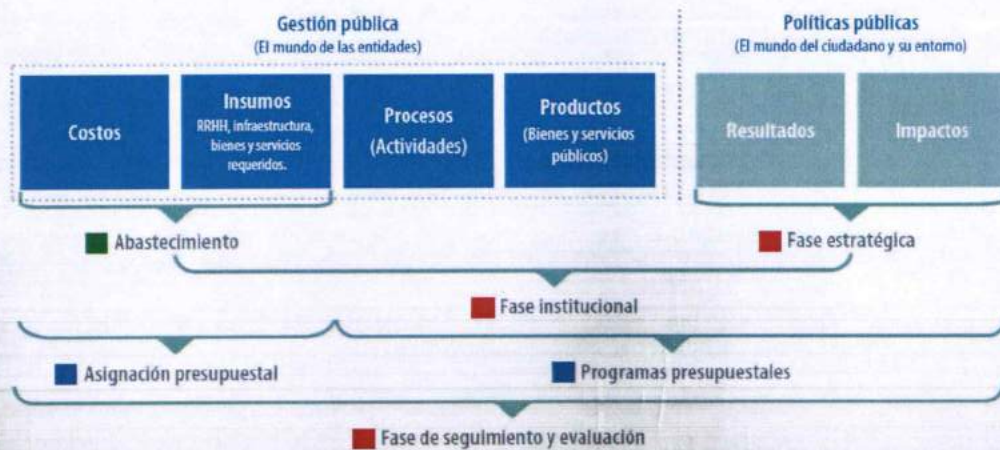 Gestión pública
(El mundo de las entidades)
Políticas públicas
(El mundo del ciudadano y su entorno)
Costos
Insumos
RRHH, infraestructura,
bienes y servicios
requeridos.
Procesos
(Actividades)
Productos
(Bienes y servicios
públicos)
Resultados
Impactos
Abastecimiento
Fase estratégica
Fase institucional
Asignación presupuestal
Programas presupuestales
Fase de seguimiento y evaluación